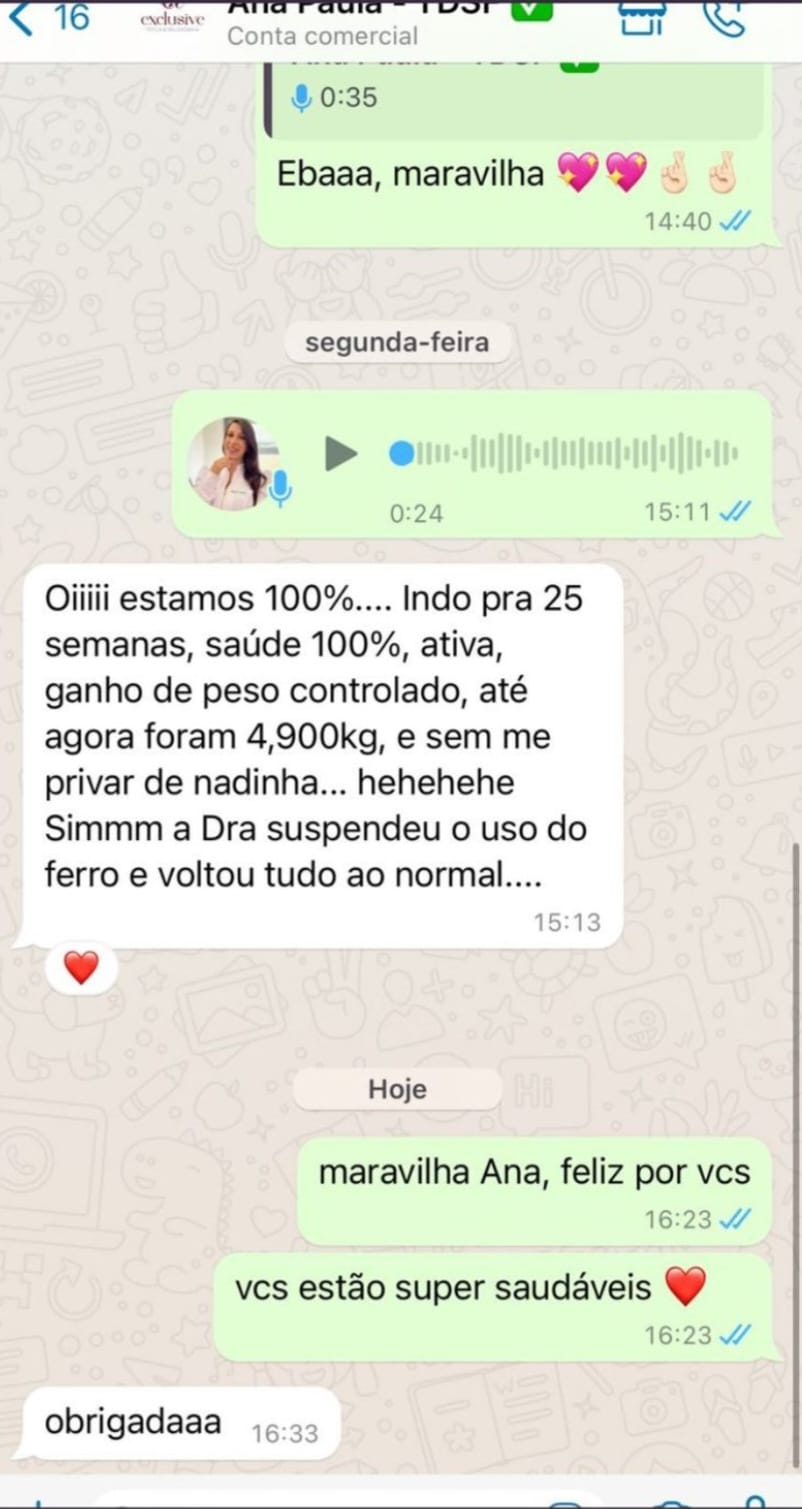 16
exclusive
Ana Paula - TDSF
Conta comercial
0:35
Ebaaa, maravilha 💖💖🤞🏻🤞🏻
14:40
segunda-feira
0:24
15:11
Oiiiii estamos 100%.... Indo pra 25
semanas, saúde 100%, ativa,
ganho de peso controlado, até
agora foram 4,900kg, e sem me
privar de nadinha... hehehehe
Simmm a Dra suspendeu o uso do
ferro e voltou tudo ao normal....
15:13
Hoje
maravilha Ana, feliz por vcs
16:23
vcs estão super saudáveis ❤️
16:23
obrigadaaa
16:33